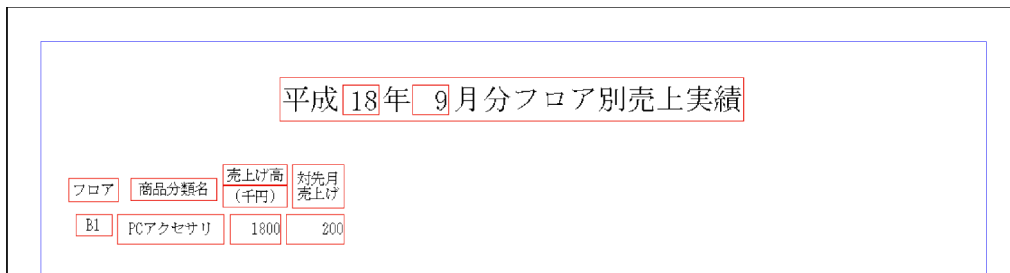 平成18年 9月分フロア別売上実績
フロア 商品分類名 売上げ高 対先月
(千円) 売上げ
B1 PCアクセサリ 1800 200